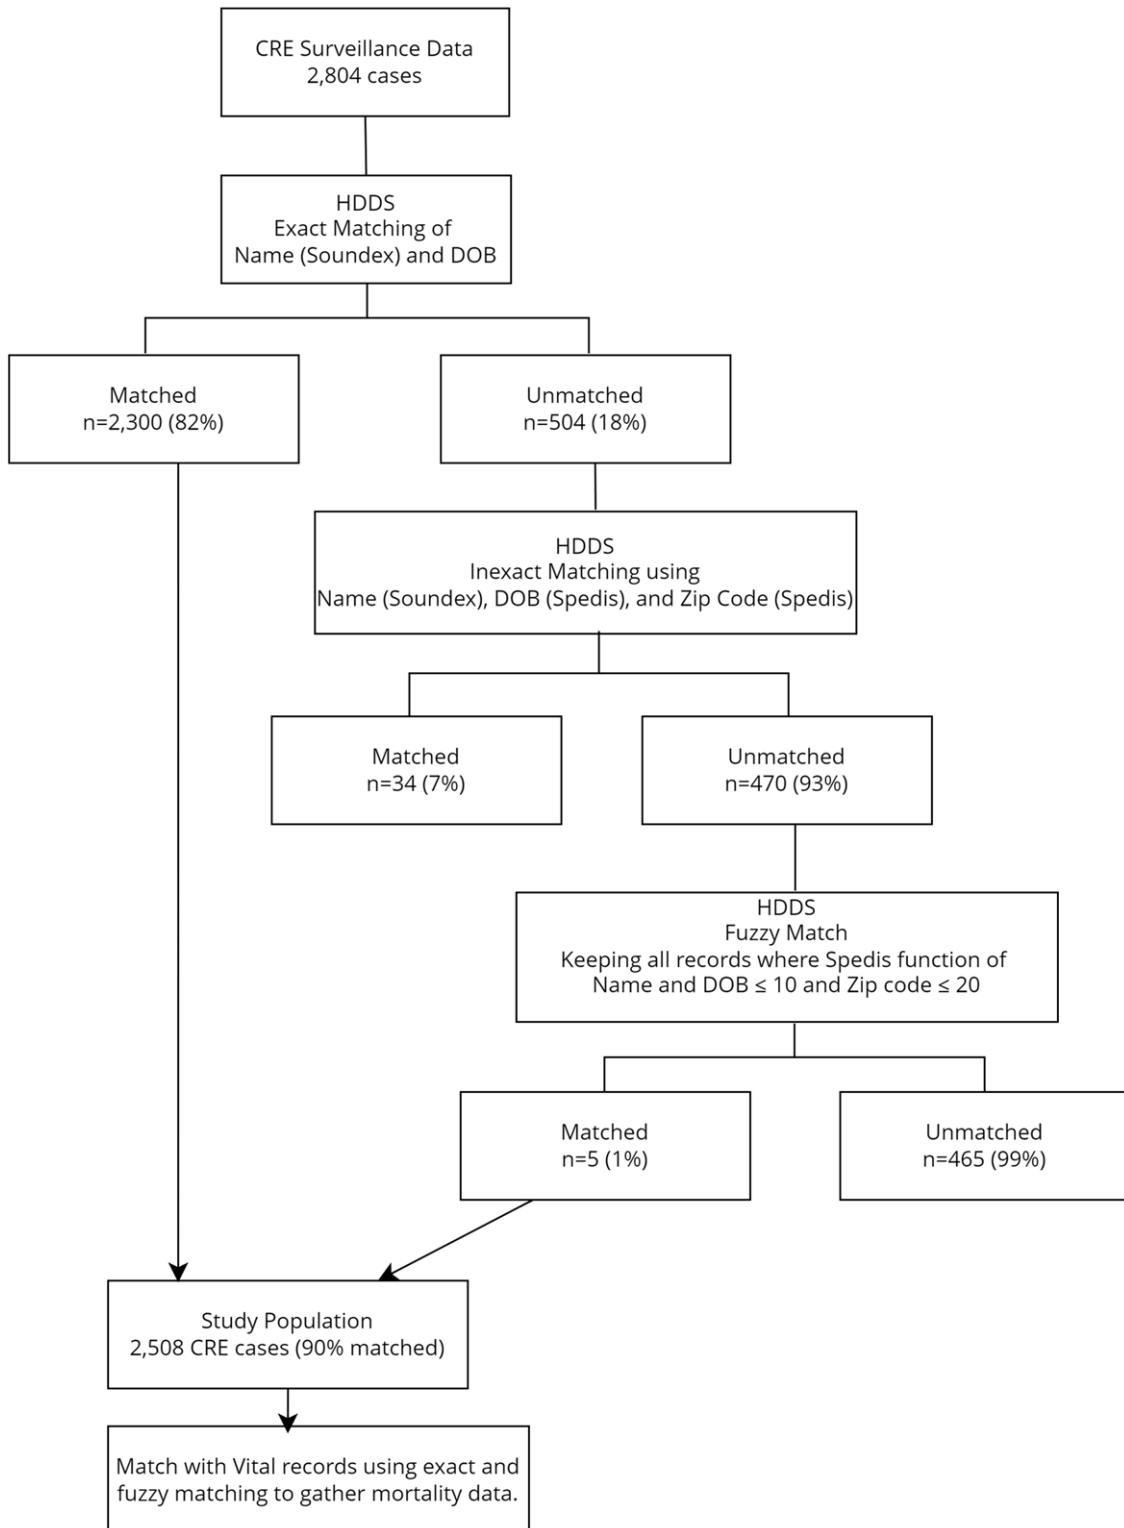 CRE Surveillance Data
2,804 cases
HDDS
Exact Matching of
Name (Soundex) and DOB
Matched
n=2,300 (82%)
Unmatched
n=504 (18%)
HDDS
Inexact Matching using
Name (Soundex), DOB (Spedis), and Zip Code (Spedis)
Matched
n=34 (7%)
Unmatched
n=470 (93%)
HDDS
Fuzzy Match
Keeping all records where Spedis function of
Name and DOB ≤ 10 and Zip code ≤ 20
Matched
n=5 (1%)
Unmatched
n=465 (99%)
Study Population
2,508 CRE cases (90% matched)
Match with Vital records using exact and
fuzzy matching to gather mortality data.